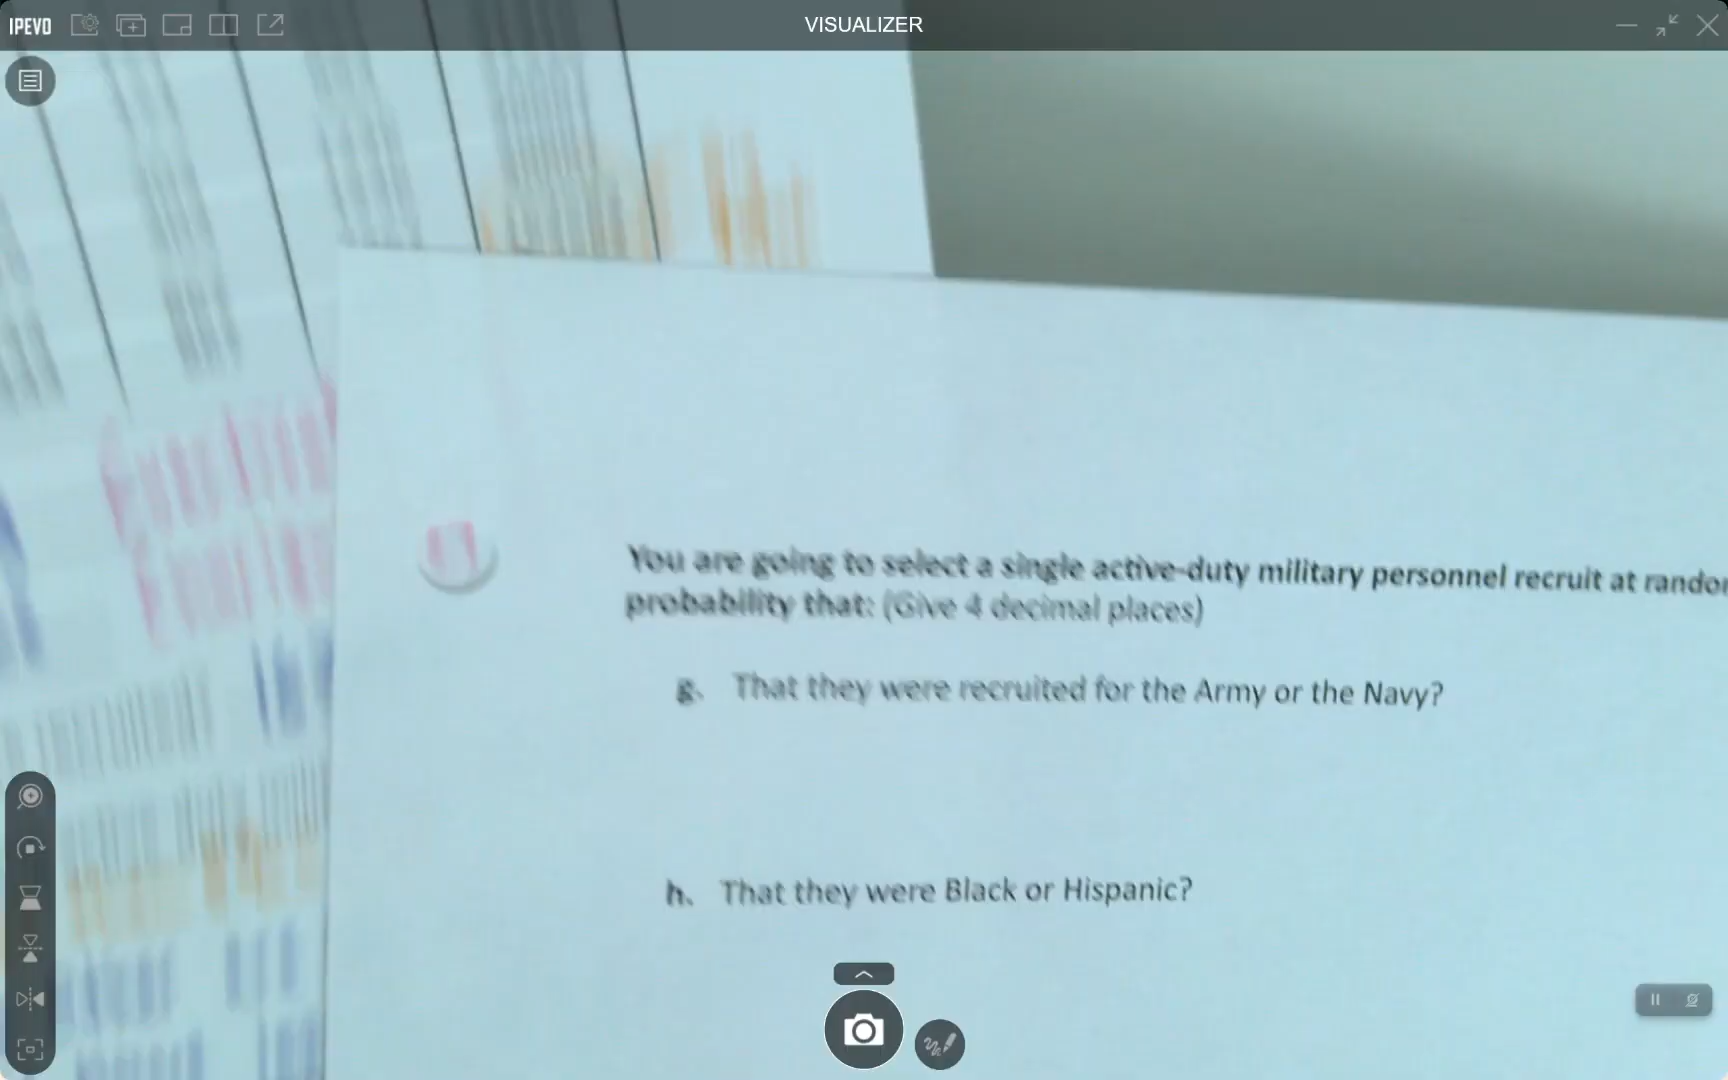 IPEVO
VISUALIZER
You are going to select a single active-duty military personnel recruit at
probability that: (Give 4 decimal places)
g. That they were recruited for the Army or the Navy?
h. That they were Black or Hispanic?